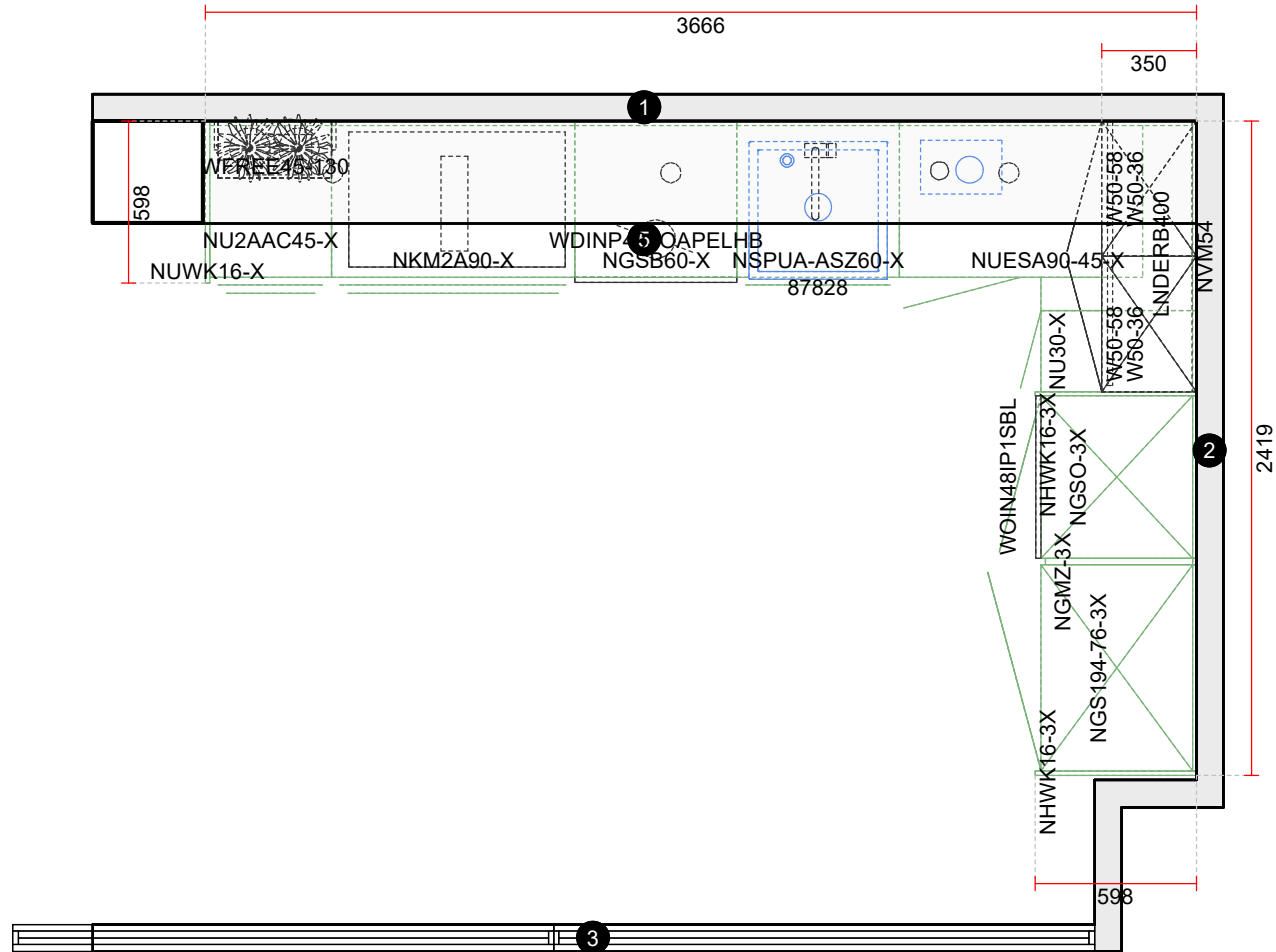 3666
350
1
598
WFREE45-130
W50-58
W50-36
LNDERB400
NVM54
NU2AAC45-X
5
NUWK16-X
NKM2A90-X
NGSB60-X
NSPUA-ASZ60-X
NUESA90-45-X
87828
W50-58
W50-36
NU30-X
WOIN48IP1SBL
NHWK16-3X
NGSO-3X
2
2419
NGMZ-3X
NGS194-76-3X
NHWK16-3X
598
3